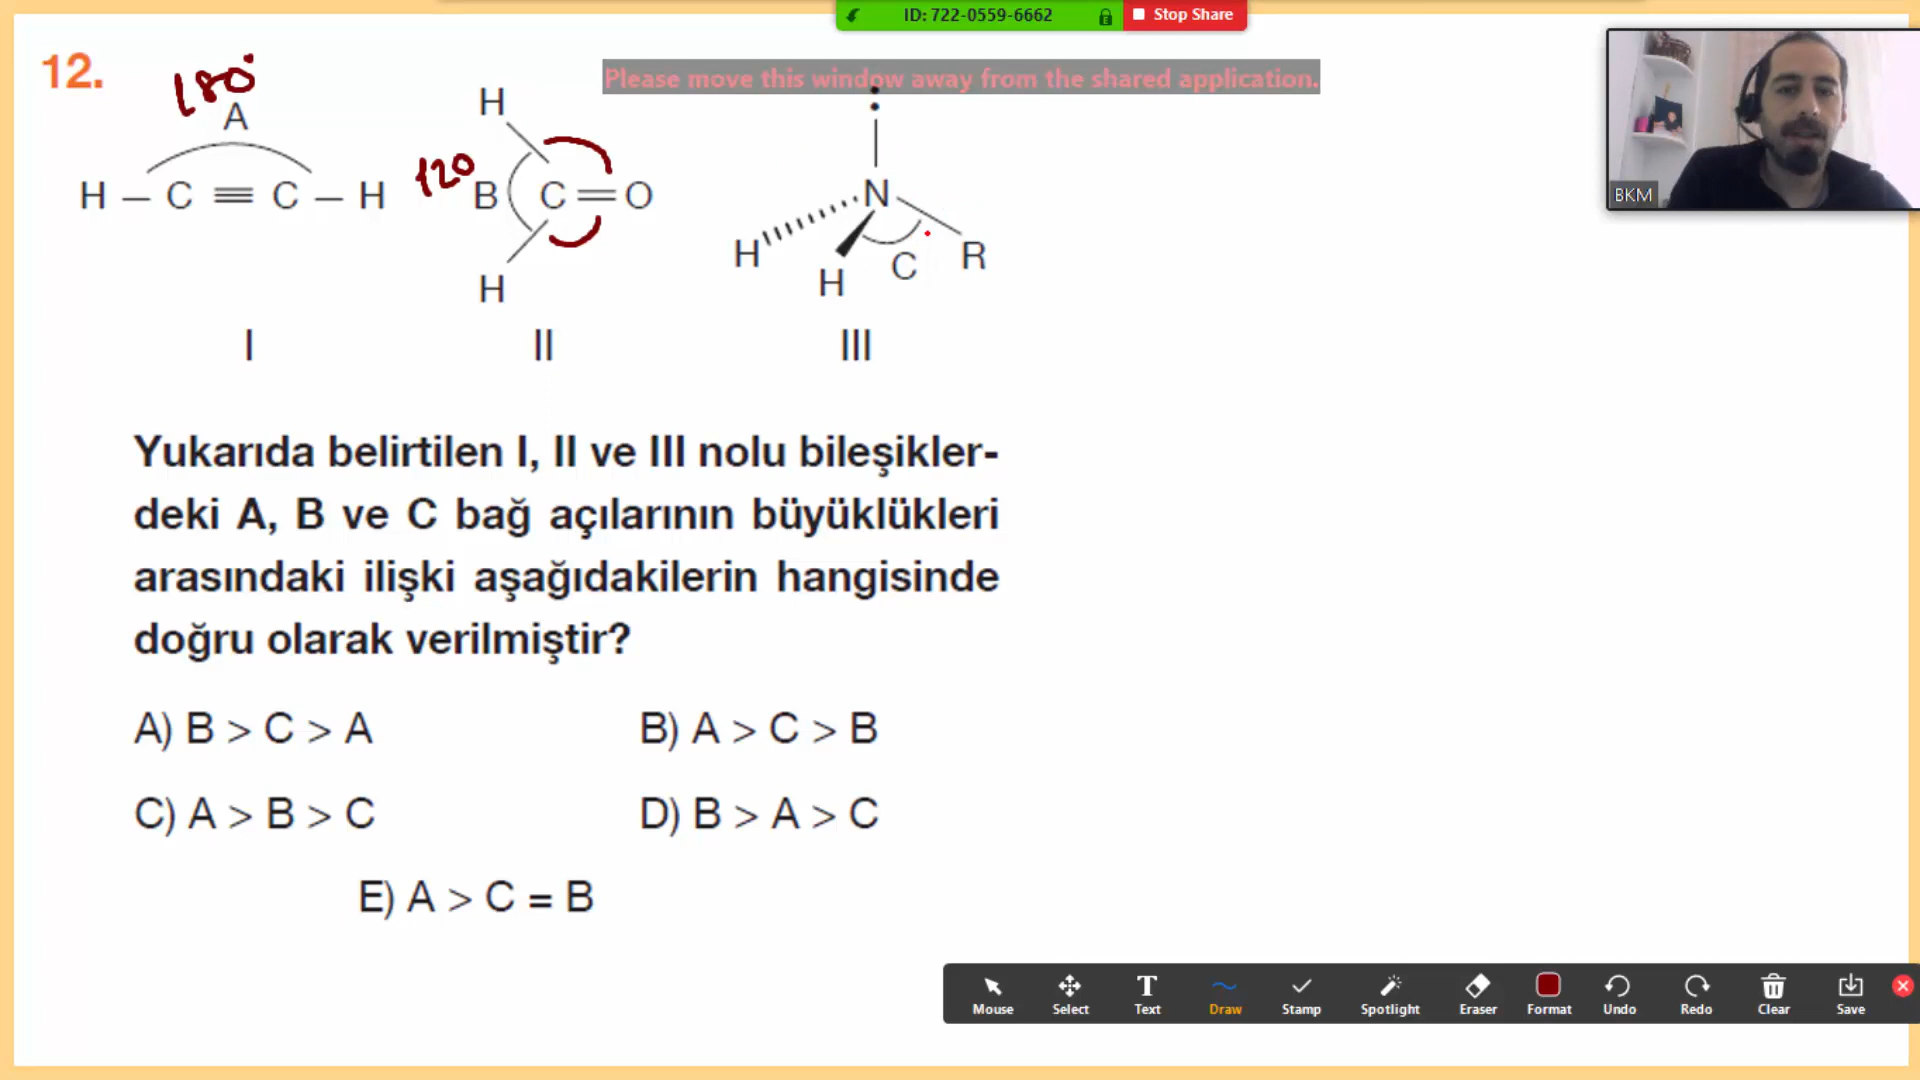 ID: 722-0559-6662
Stop Share
Please move this window away from the shared application.
BKM
12.
180°
A
H – C ≡ C – H
I
H
120
B
C = O
H
II
N
H
H
C
R
III
Yukarıda belirtilen I, II ve III nolu bileşikler-
deki A, B ve C bağ açılarının büyüklükleri
arasındaki ilişki aşağıdakilerin hangisinde
doğru olarak verilmiştir?
A) B > C > A
B) A > C > B
C) A > B > C
D) B > A > C
E) A > C = B
Mouse
Select
Text
Draw
Stamp
Spotlight
Eraser
Format
Undo
Redo
Clear
Save